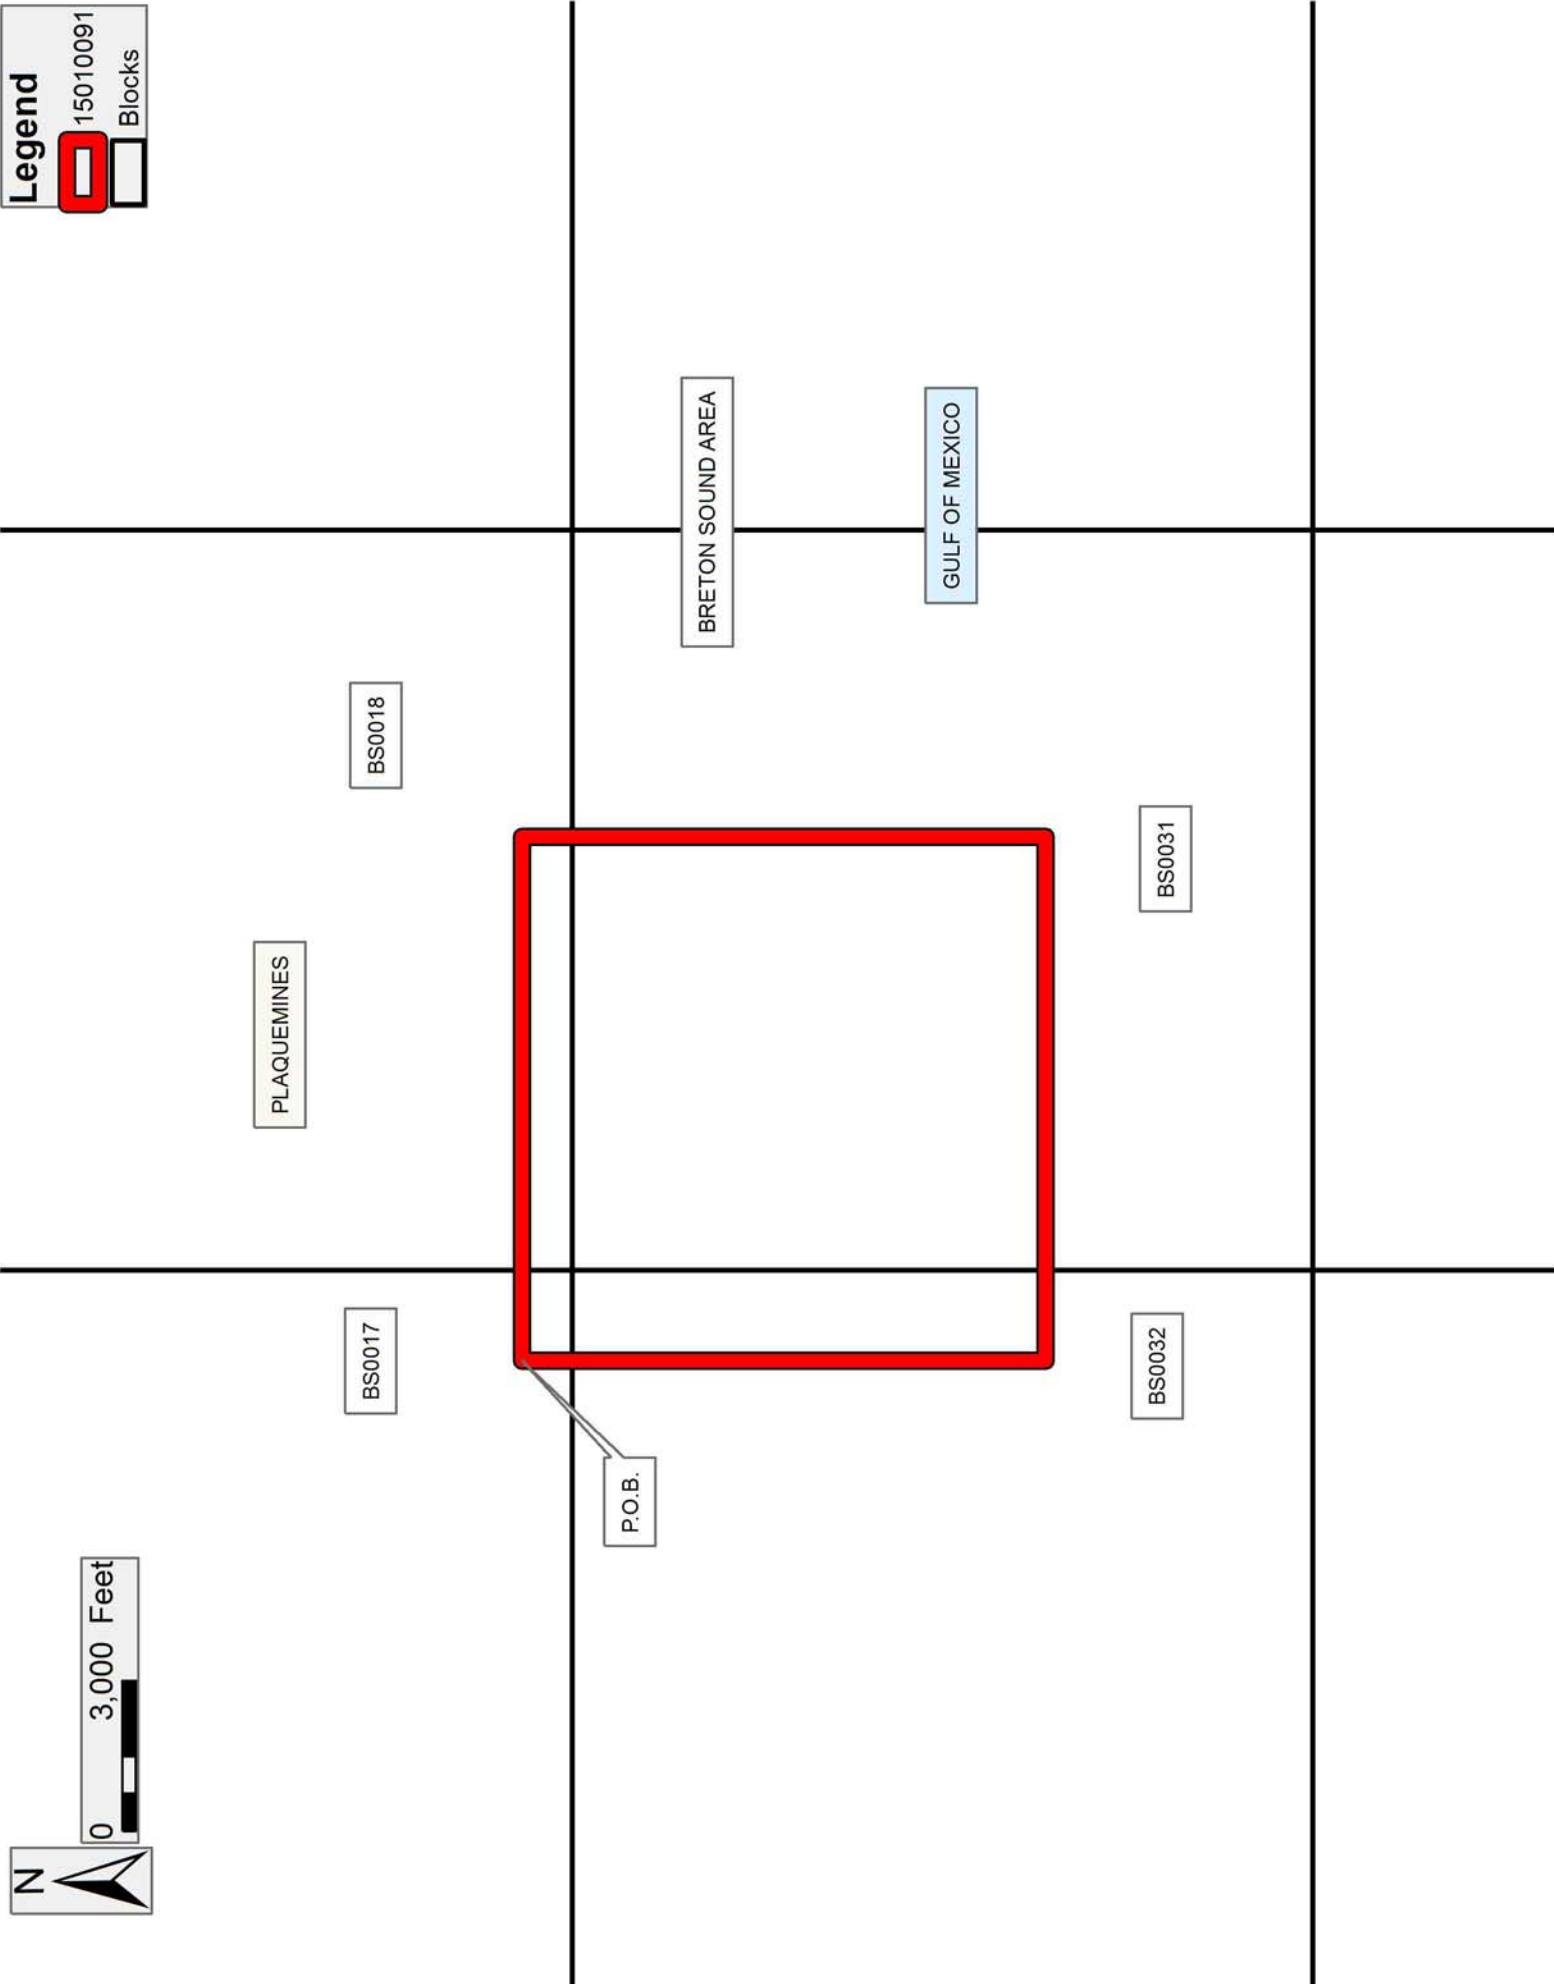 N
0 3,000 Feet
Legend
15010091
Blocks
PLAQUEMINES
BS0017
BS0018
P.O.B.
BRETON SOUND AREA
GULF OF MEXICO
BS0032
BS0031